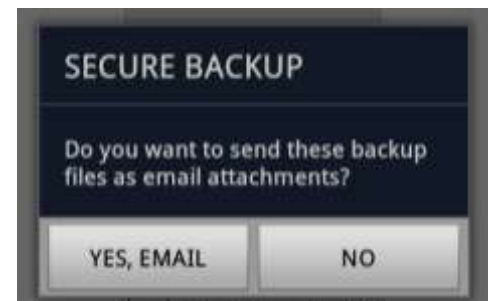 SECURE BACKUP
Do you want to send these backup
files as email attachments?
YES, EMAIL
NO